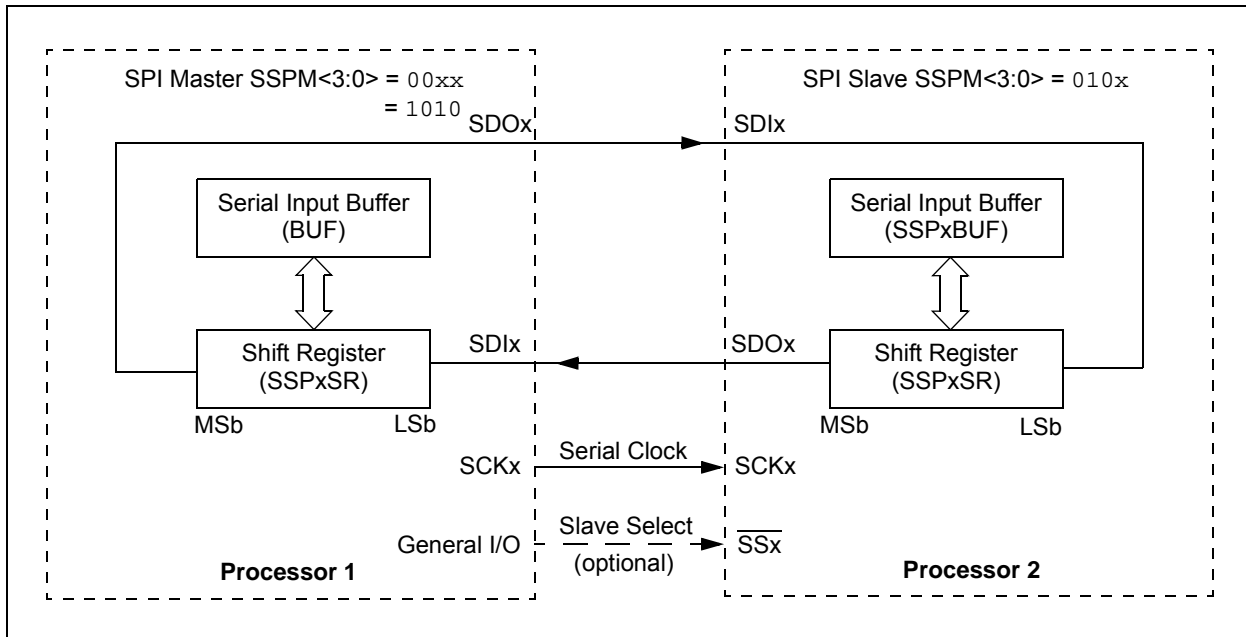 SPI Master SSPM<3:0> = 00xx
= 1010
SPI Slave SSPM<3:0> = 010x
SDOx
SDIx
Serial Input Buffer
(BUF)
Serial Input Buffer
(SSPxBUF)
Shift Register
(SSPxSR)
SDIx
SDOx
Shift Register
(SSPxSR)
MSb
LSb
MSb
LSb
SCKx
Serial Clock
SCKx
General I/O
Slave Select
(optional)
S̅S̅x̅
Processor 1
Processor 2